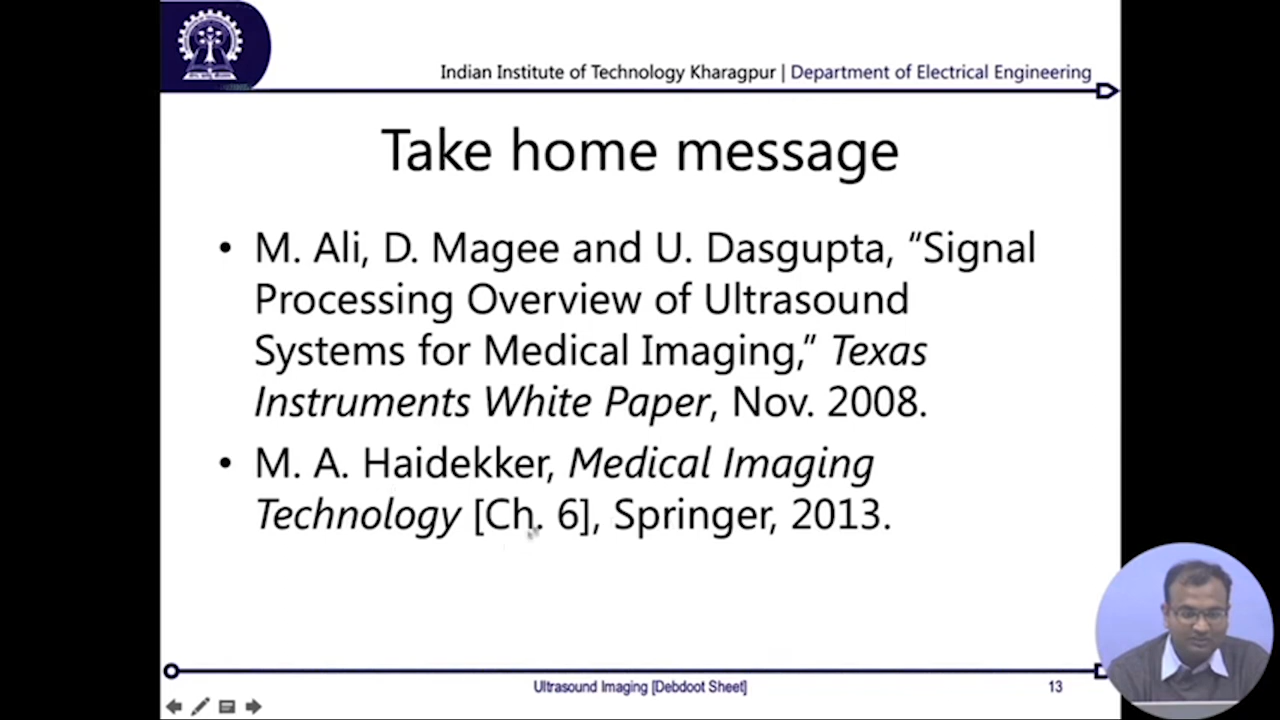 Indian Institute of Technology Kharagpur | Department of Electrical Engineering
Take home message
• M. Ali, D. Magee and U. Dasgupta, “Signal
Processing Overview of Ultrasound
Systems for Medical Imaging,” Texas
Instruments White Paper, Nov. 2008.
• M. A. Haidekker, Medical Imaging
Technology [Ch. 6], Springer, 2013.
Ultrasound Imaging [Debdoot Sheet]
13